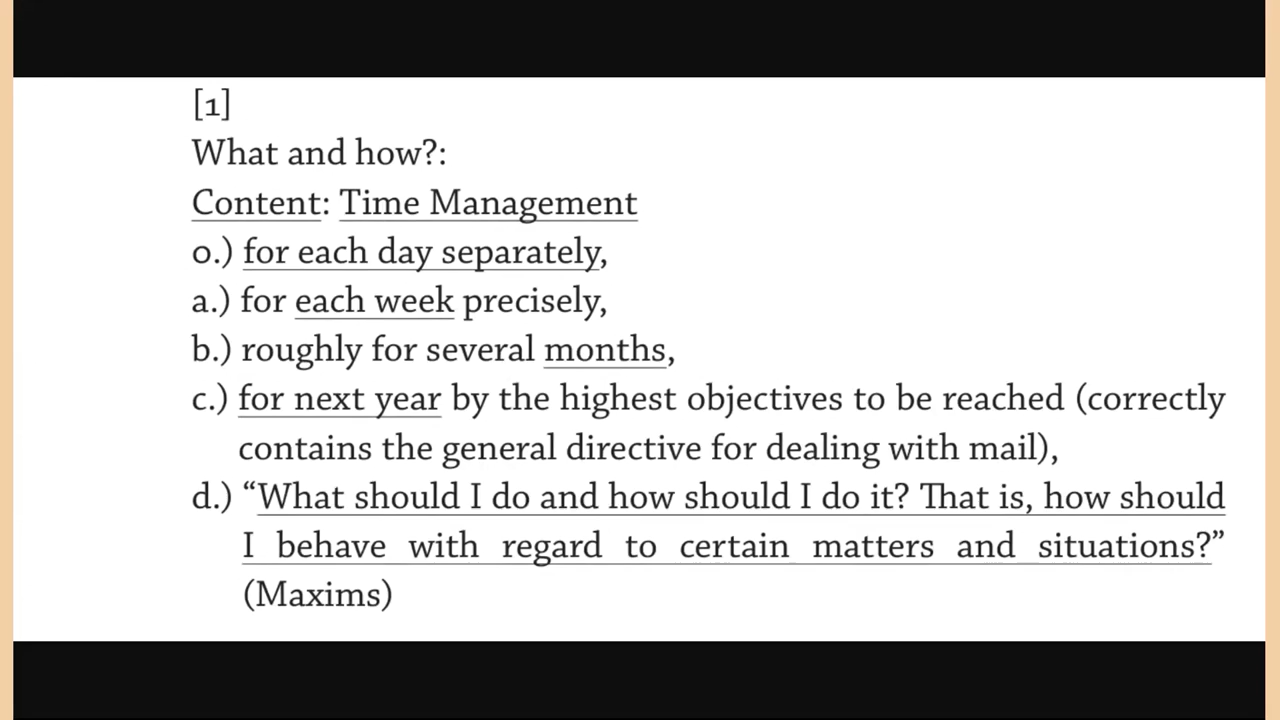 [1]
What and how?:
Content: Time Management
0.) for each day separately,
a.) for each week precisely,
b.) roughly for several months,
c.) for next year by the highest objectives to be reached (correctly
contains the general directive for dealing with mail),
d.) “What should I do and how should I do it? That is, how should
I behave with regard to certain matters and situations?”
(Maxims)